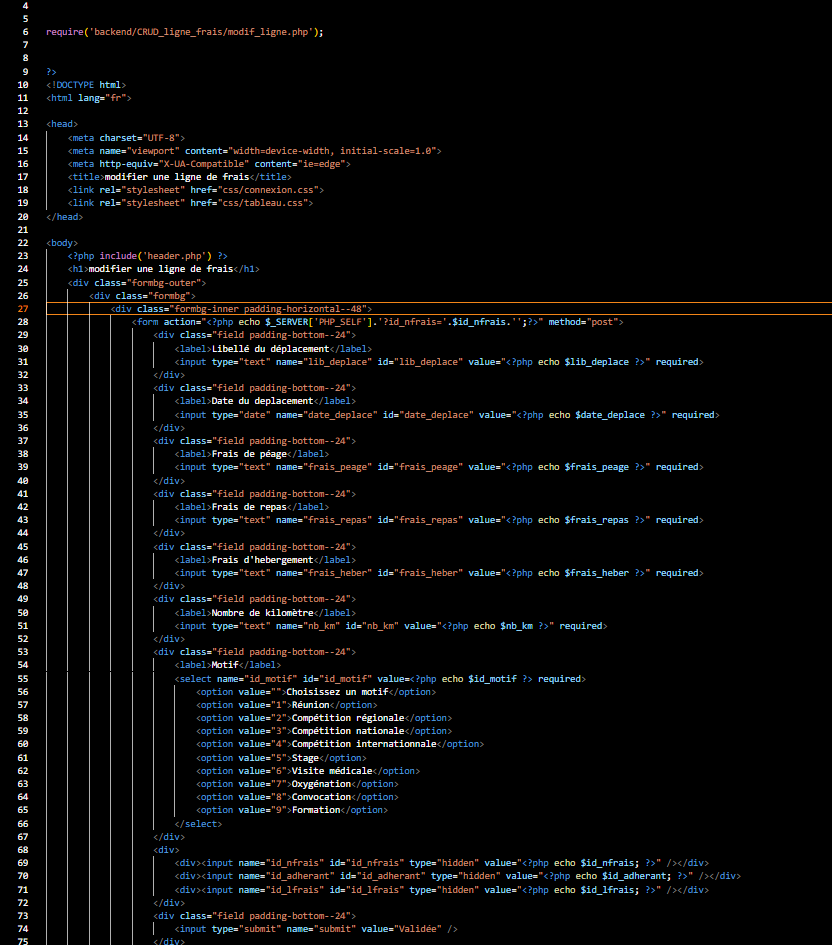 4
5
6 require('backend/CRUD_ligne_frais/modif_ligne.php');
7
8
9 ?>
10 <!DOCTYPE html>
11 <html lang="fr">
12
13 <head>
14 <meta charset="UTF-8">
15 <meta name="viewport" content="width=device-width, initial-scale=1.0">
16 <meta http-equiv="X-UA-Compatible" content="ie=edge">
17 <title>modifier une ligne de frais</title>
18 <link rel="stylesheet" href="css/connexion.css">
19 <link rel="stylesheet" href="css/tableau.css">
20 </head>
21
22 <body>
23 <?php include('header.php') ?>
24 <h1>modifier une ligne de frais</h1>
25 <div class="formbg-outer">
26 <div class="formbg">
27 <div class="formbg-inner padding-horizontal--48">
28 <form action="<?php echo $_SERVER['PHP_SELF'].'?id_nfrais='.$id_nfrais.'';?>" method="post">
29 <div class="field padding-bottom--24">
30 <label>Libellé du déplacement</label>
31 <input type="text" name="lib_deplace" id="lib_deplace" value="<?php echo $lib_deplace ?>" required>
32 </div>
33 <div class="field padding-bottom--24">
34 <label>Date du deplacement</label>
35 <input type="date" name="date_deplace" id="date_deplace" value="<?php echo $date_deplace ?>" required>
36 </div>
37 <div class="field padding-bottom--24">
38 <label>Frais de péage</label>
39 <input type="text" name="frais_peage" id="frais_peage" value="<?php echo $frais_peage ?>" required>
40 </div>
41 <div class="field padding-bottom--24">
42 <label>Frais de repas</label>
43 <input type="text" name="frais_repas" id="frais_repas" value="<?php echo $frais_repas ?>" required>
44 </div>
45 <div class="field padding-bottom--24">
46 <label>Frais d'hebergement</label>
47 <input type="text" name="frais_heber" id="frais_heber" value="<?php echo $frais_heber ?>" required>
48 </div>
49 <div class="field padding-bottom--24">
50 <label>Nombre de kilomètre</label>
51 <input type="text" name="nb_km" id="nb_km" value="<?php echo $nb_km ?>" required>
52 </div>
53 <div class="field padding-bottom--24">
54 <label>Motif</label>
55 <select name="id_motif" id="id_motif" value=<?php echo $id_motif ?> required>
56 <option value="">Choisissez un motif</option>
57 <option value="1">Réunion</option>
58 <option value="2">Compétition régionale</option>
59 <option value="3">Compétition nationale</option>
60 <option value="4">Compétition internationnale</option>
61 <option value="5">Stage</option>
62 <option value="6">Visite médicale</option>
63 <option value="7">Oxygénation</option>
64 <option value="8">Convocation</option>
65 <option value="9">Formation</option>
66 </select>
67 </div>
68 <div>
69 <div><input name="id_nfrais" id="id_nfrais" type="hidden" value="<?php echo $id_nfrais; ?>" /></div>
70 <div><input name="id_adherant" id="id_adherant" type="hidden" value="<?php echo $id_adherant; ?>" /></div>
71 <div><input name="id_lfrais" id="id_lfrais" type="hidden" value="<?php echo $id_lfrais; ?>" /></div>
72 </div>
73 <div class="field padding-bottom--24">
74 <input type="submit" name="submit" value="Validée" />
75 </div>